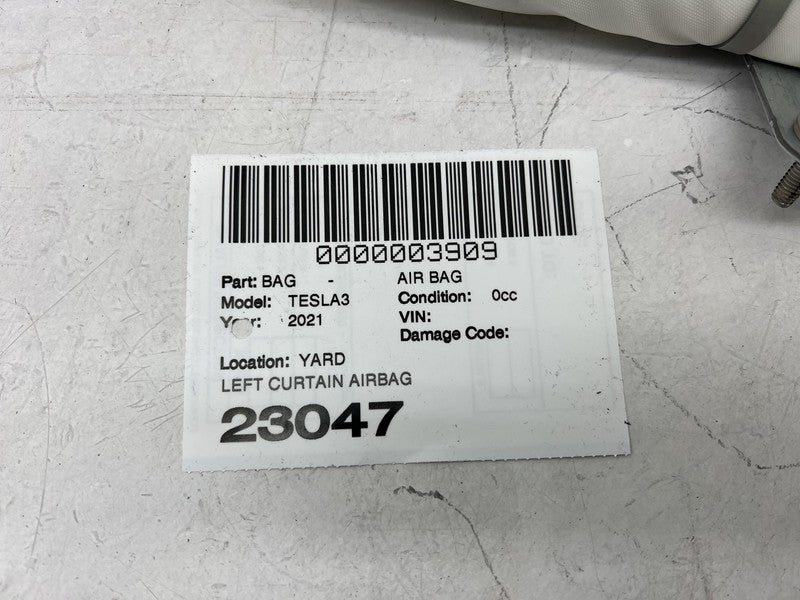 0000003909
Part: BAG - AIR BAG
Model: TESLA3 Condition: 0cc
Year: 2021 VIN:
Damage Code:
Location: YARD
LEFT CURTAIN AIRBAG
23047